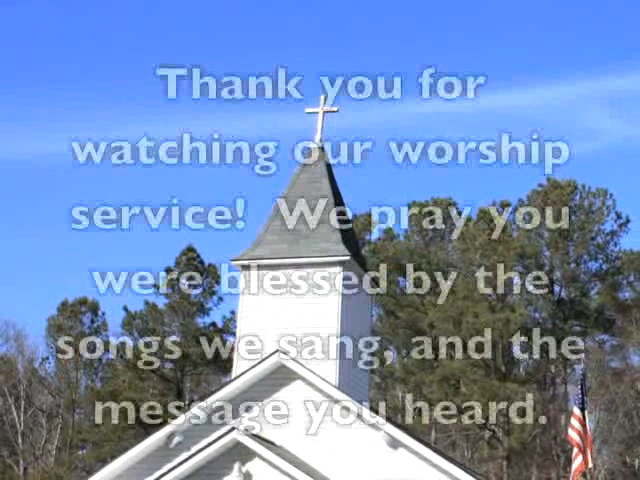 Thank you for
watching our worship
service!  We pray you
were blessed by the
songs we sang, and the
message you heard.